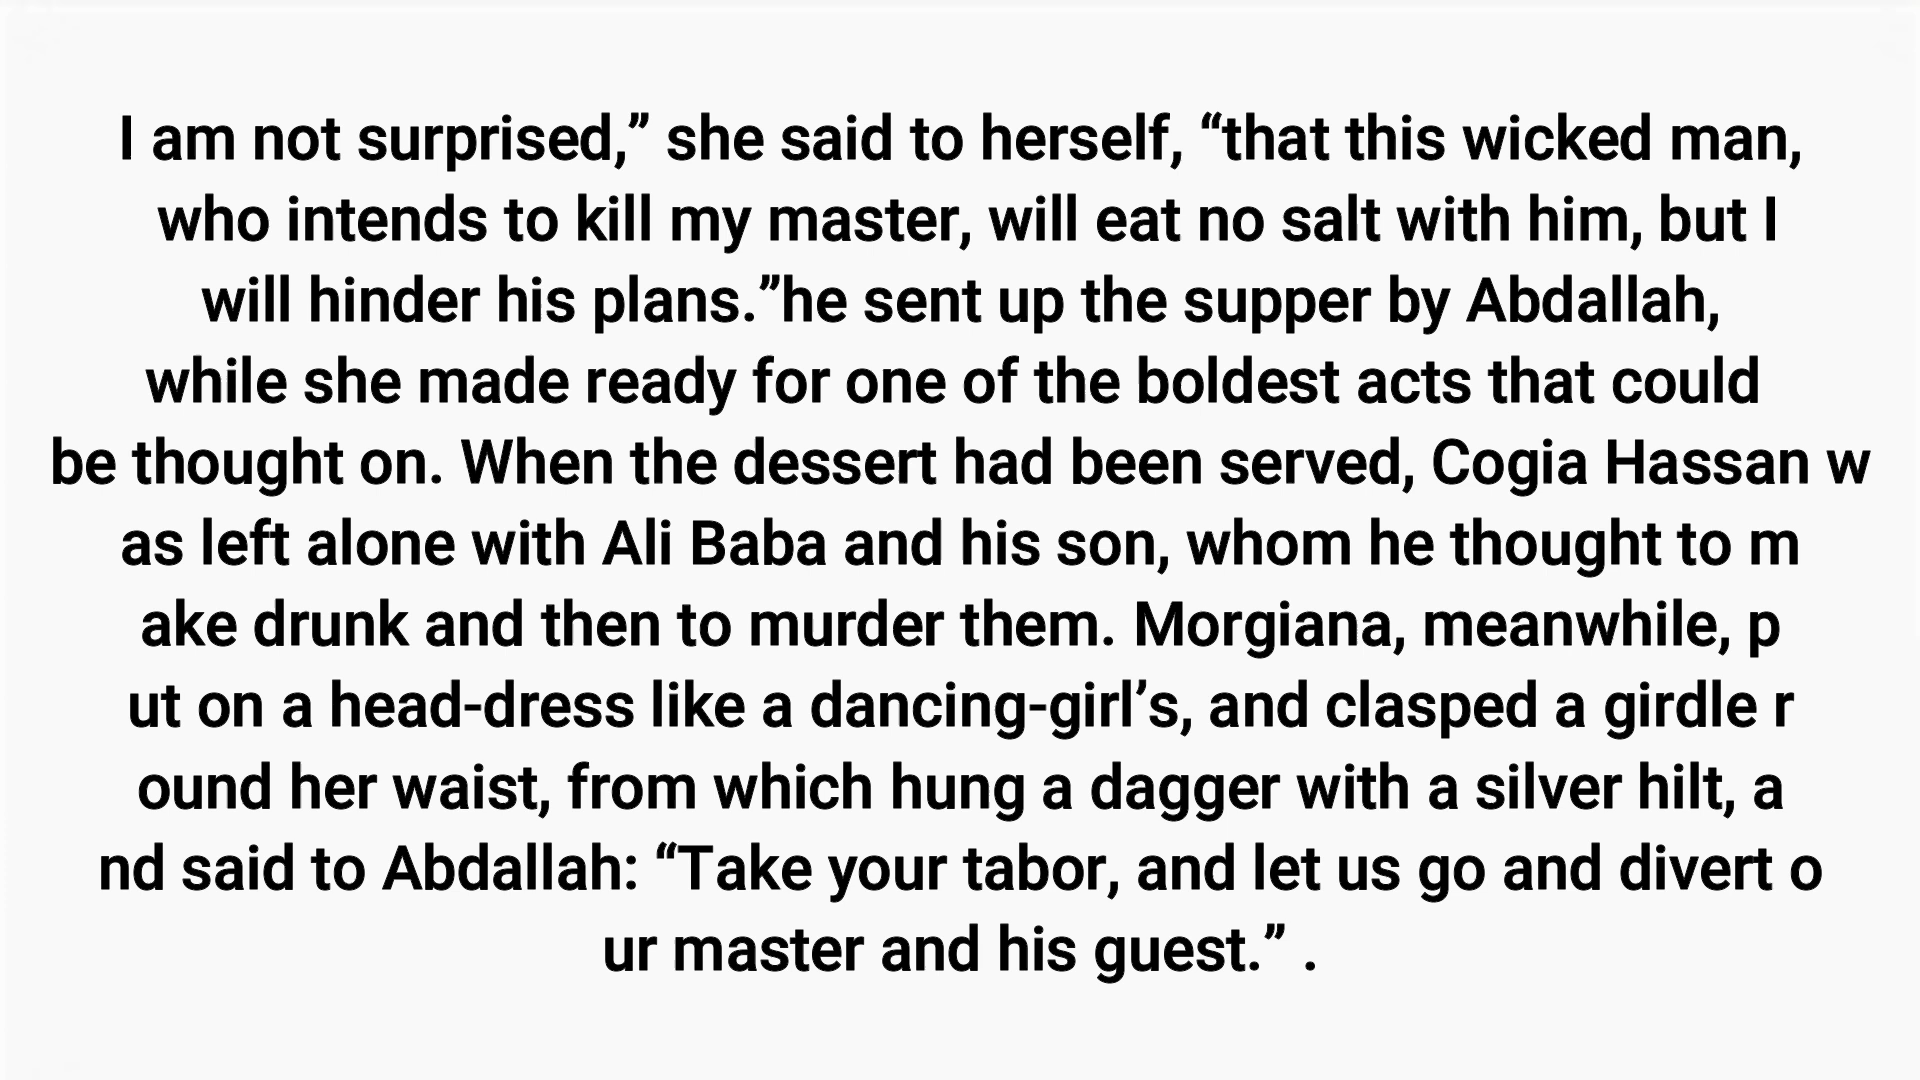 I am not surprised,” she said to herself, “that this wicked man,
who intends to kill my master, will eat no salt with him, but I
will hinder his plans.”he sent up the supper by Abdallah,
while she made ready for one of the boldest acts that could
be thought on. When the dessert had been served, Cogia Hassan w
as left alone with Ali Baba and his son, whom he thought to m
ake drunk and then to murder them. Morgiana, meanwhile, p
ut on a head-dress like a dancing-girl’s, and clasped a girdle r
ound her waist, from which hung a dagger with a silver hilt, a
nd said to Abdallah: “Take your tabor, and let us go and divert o
ur master and his guest.” .